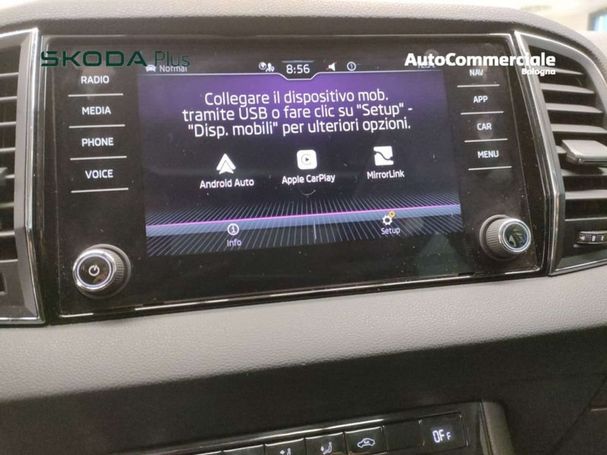 SKODA Plus
AutoCommerciale
Bologna
Normal
8:56
RADIO
MEDIA
PHONE
VOICE
NAV
APP
CAR
MENU
Collegare il dispositivo mob.
tramite USB o fare clic su "Setup" -
"Disp. mobili" per ulteriori opzioni.
Android Auto
Apple CarPlay
MirrorLink
Info
Setup
OFF